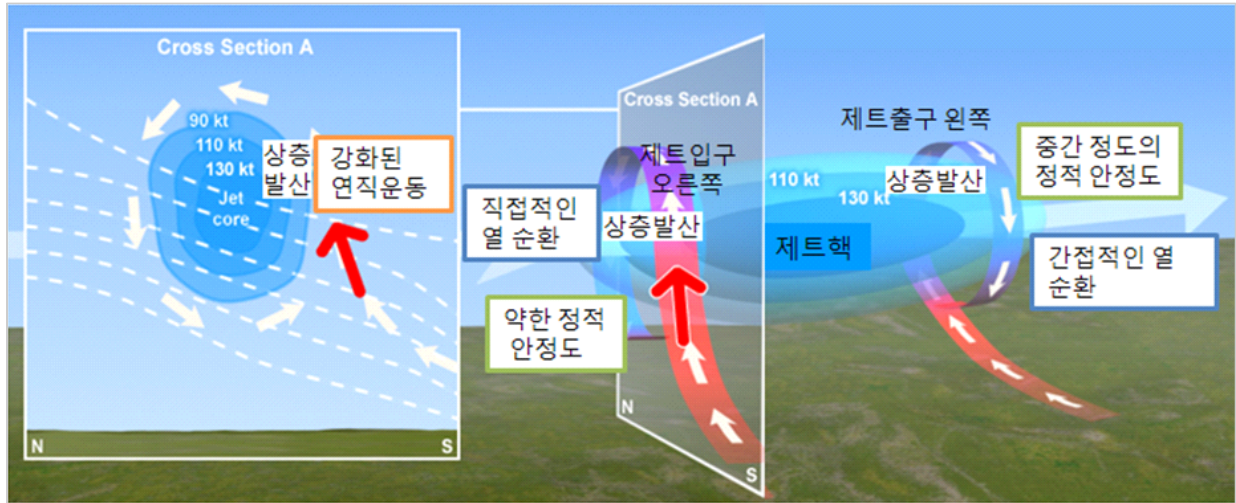 Cross Section A
90 kt
110 kt
130 kt
Jet
core
상층
발산
강화된
연직운동
N
S
직접적인
열 순환
약한 정적
안정도
Cross Section A
제트입구
오른쪽
상층발산
N
S
110 kt
130 kt
제트핵
제트출구 왼쪽
상층발산
중간 정도의
정적 안정도
간접적인 열
순환